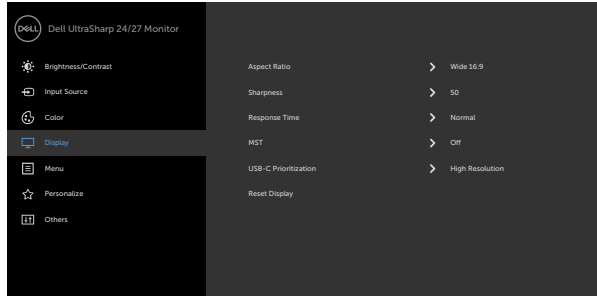 DELL
Dell UltraSharp 24/27 Monitor
Brightness/Contrast
Input Source
Color
Display
Menu
Personalize
Others
Aspect Ratio Wide 16:9
Sharpness 50
Response Time Normal
MST Off
USB-C Prioritization High Resolution
Reset Display